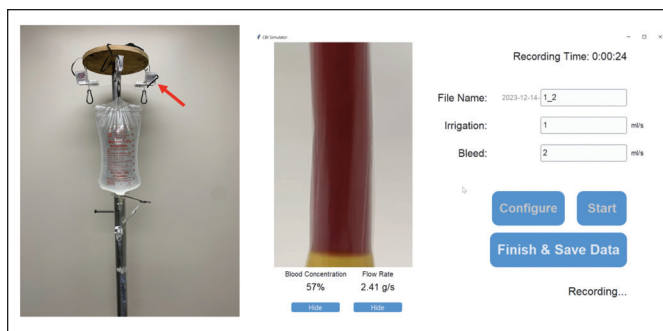 CBI Simulator
Recording Time: 0:00:24
File Name: 2023-12-14- 1_2
Irrigation: 1 ml/s
Bleed: 2 ml/s
Configure Start
Finish & Save Data
Blood Concentration Flow Rate
57% 2.41 g/s
Hide Hide
Recording...